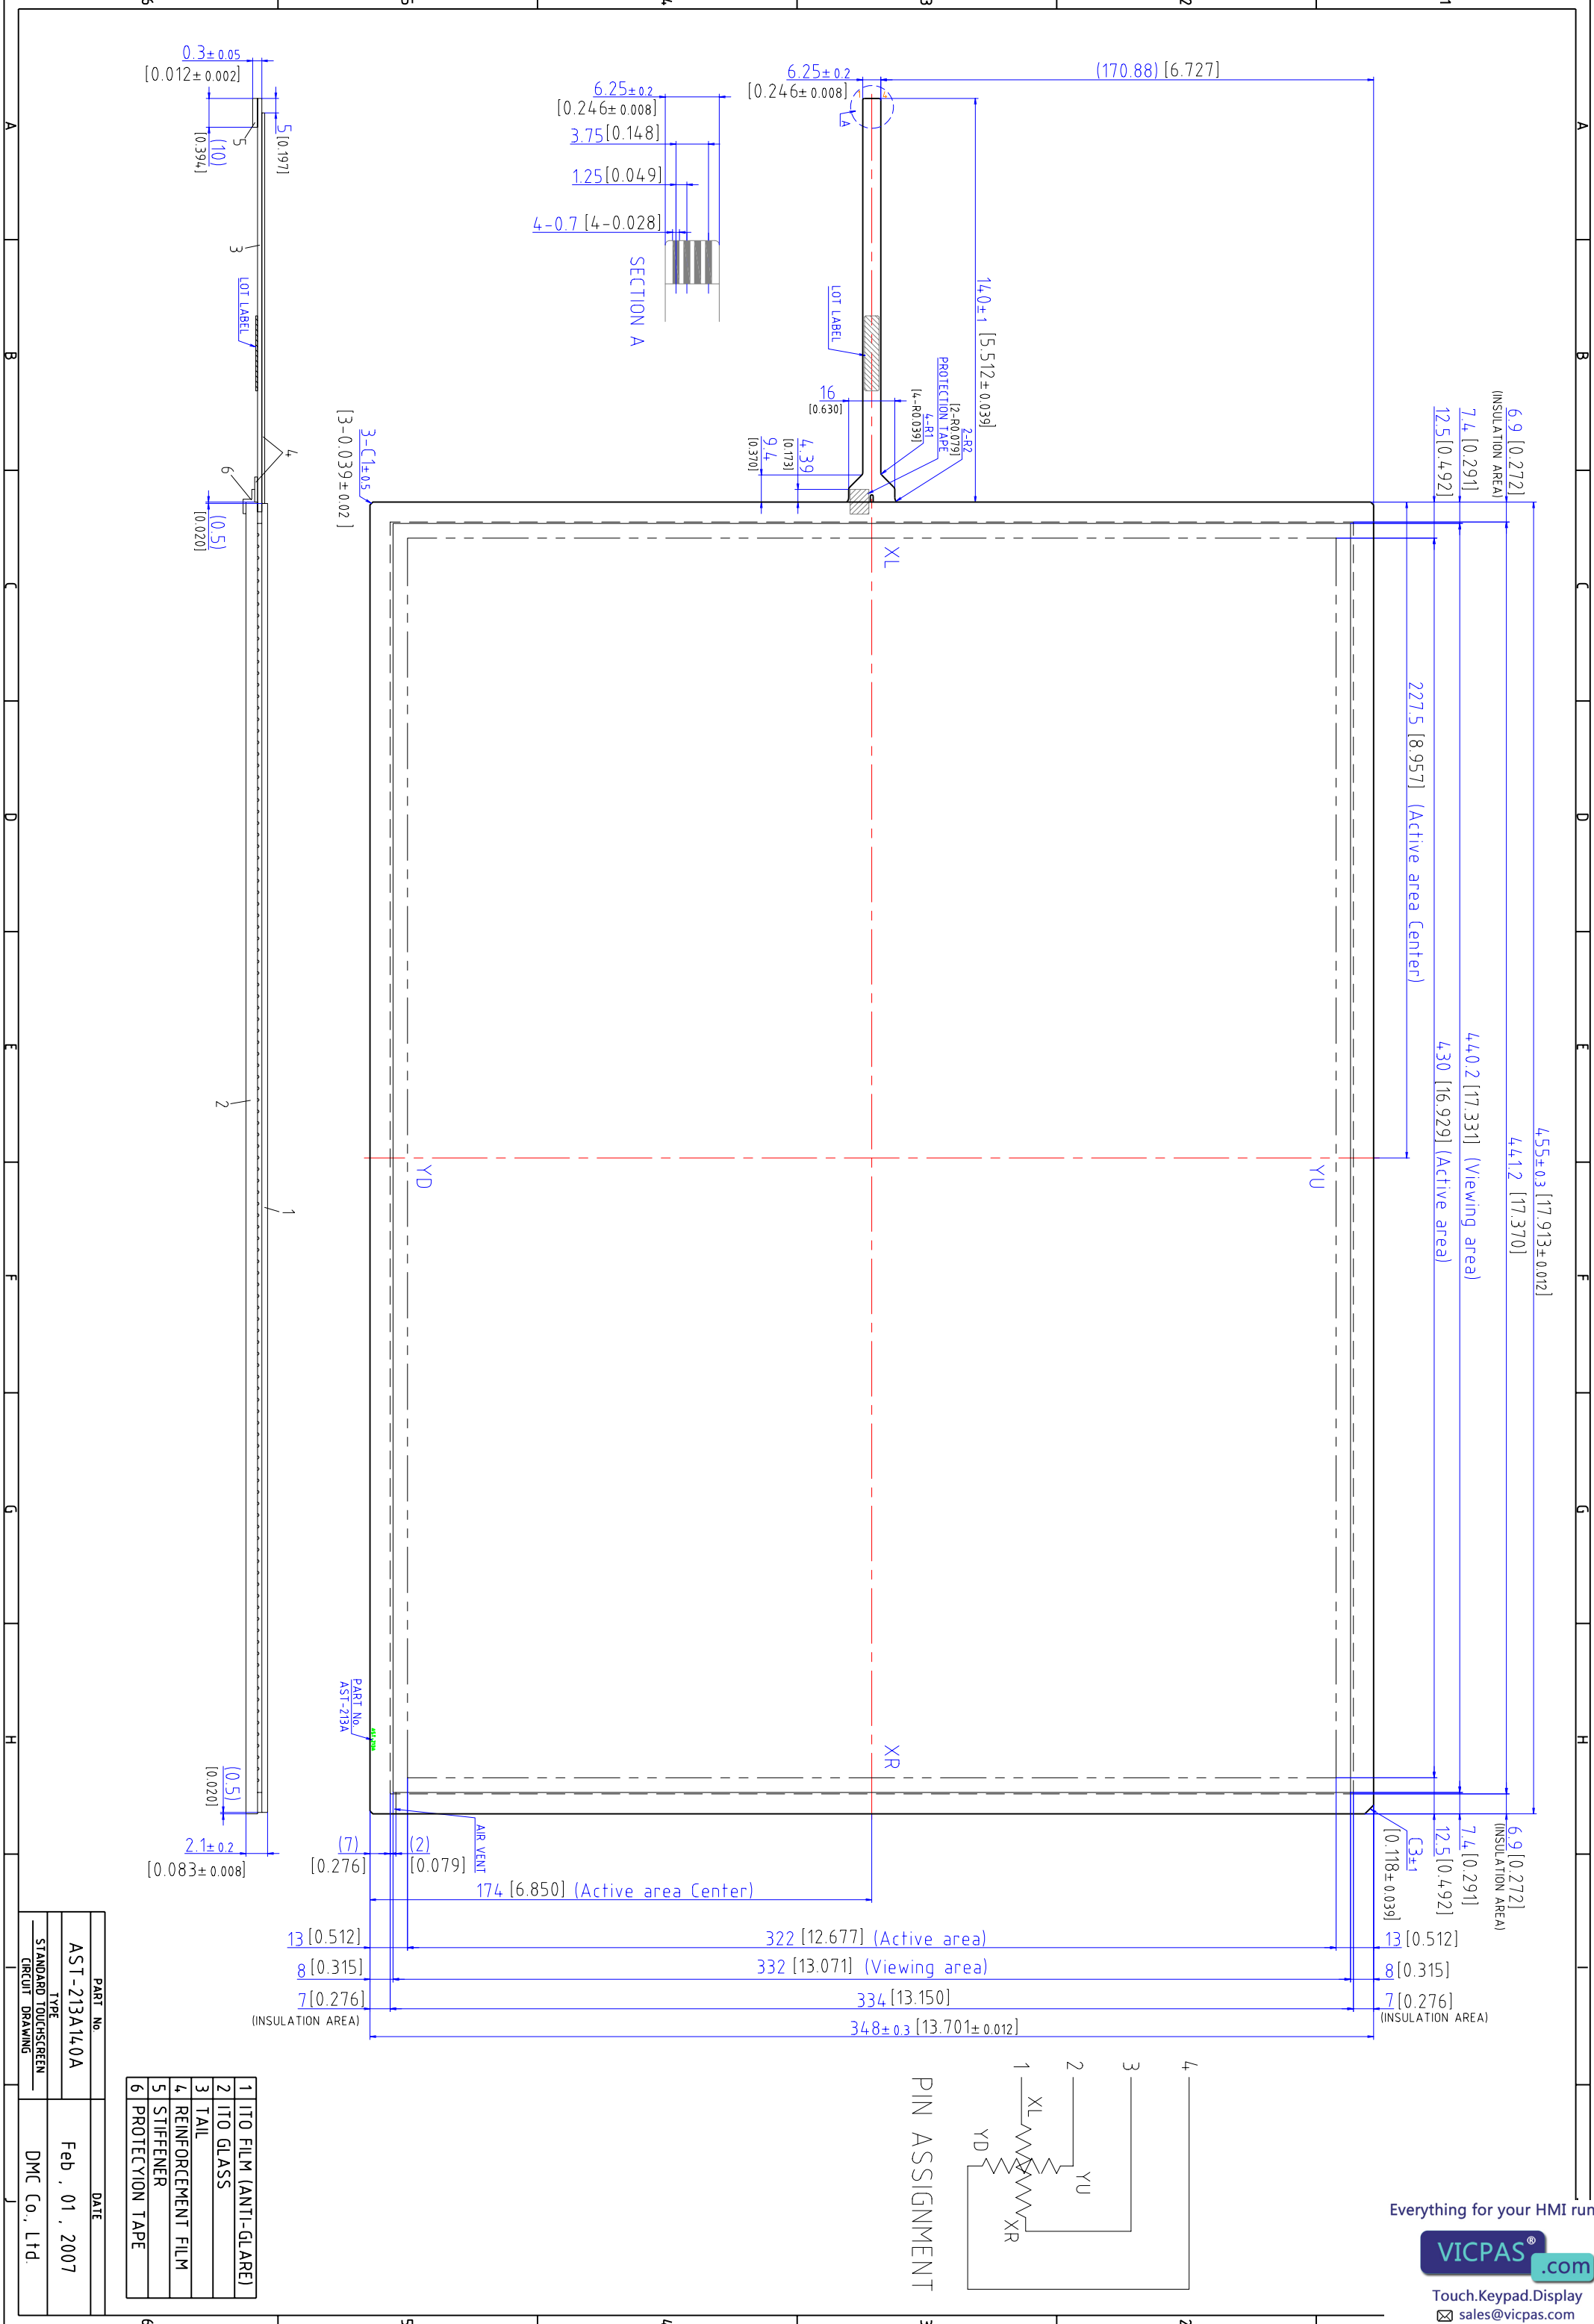 455±0.3 [17.913±0.012]
441.2 [17.370]
6.9 [0.272]
(INSULATION AREA)
6.9 [0.272]
(INSULATION AREA)
7.4 [0.291]
440.2 [17.331] (Viewing area)
7.4 [0.291]
12.5 [0.492]
430 [16.929] (Active area)
12.5 [0.492]
227.5 [8.957] (Active area Center)
C3±1
[0.118±0.039]
(170.88) [6.727]
6.25±0.2
[0.246±0.008]
A
140±1 [5.512±0.039]
LOT LABEL
PROTECTION TAPE
2-R2
[2-R0.079]
4-R1
[4-R0.039]
16
[0.630]
4.39
[0.173]
9.4
[0.370]
6.25±0.2
[0.246±0.008]
3.75 [0.148]
1.25 [0.049]
4-0.7 [4-0.028]
SECTION A
3-C1±0.5
[3-0.039±0.02 ]
XL
YU
YD
XR
PART No.
AST-213A
AIR VENT
(7)
[0.276]
(2)
[0.079]
174 [6.850] (Active area Center)
13 [0.512]
322 [12.677] (Active area)
13 [0.512]
8 [0.315]
332 [13.071] (Viewing area)
8 [0.315]
7 [0.276]
(INSULATION AREA)
334 [13.150]
7 [0.276]
(INSULATION AREA)
348±0.3 [13.701±0.012]
0.3±0.05
[0.012±0.002]
5 [0.197]
(10)
[0.394]
5
3
LOT LABEL
4
6
(0.5)
[0.020]
2
1
(0.5)
[0.020]
2.1±0.2
[0.083±0.008]
4
3
2
1
XL
YU
YD
XR
PIN ASSIGNMENT
1 ITO FILM (ANTI-GLARE)
2 ITO GLASS
3 TAIL
4 REINFORCEMENT FILM
5 STIFFENER
6 PROTECYION TAPE
PART No.
DATE
AST-213A140A
Feb , 01 , 2007
TYPE
STANDARD TOUCHSCREEN
CIRCUIT DRAWING
DMC Co., Ltd.
A B C D E F G H I J
A B C D E F G H
1 2 3 4 5 6
2 3 4 5 6
Everything for your HMI run
VICPAS®
.com
Touch.Keypad.Display
sales@vicpas.com